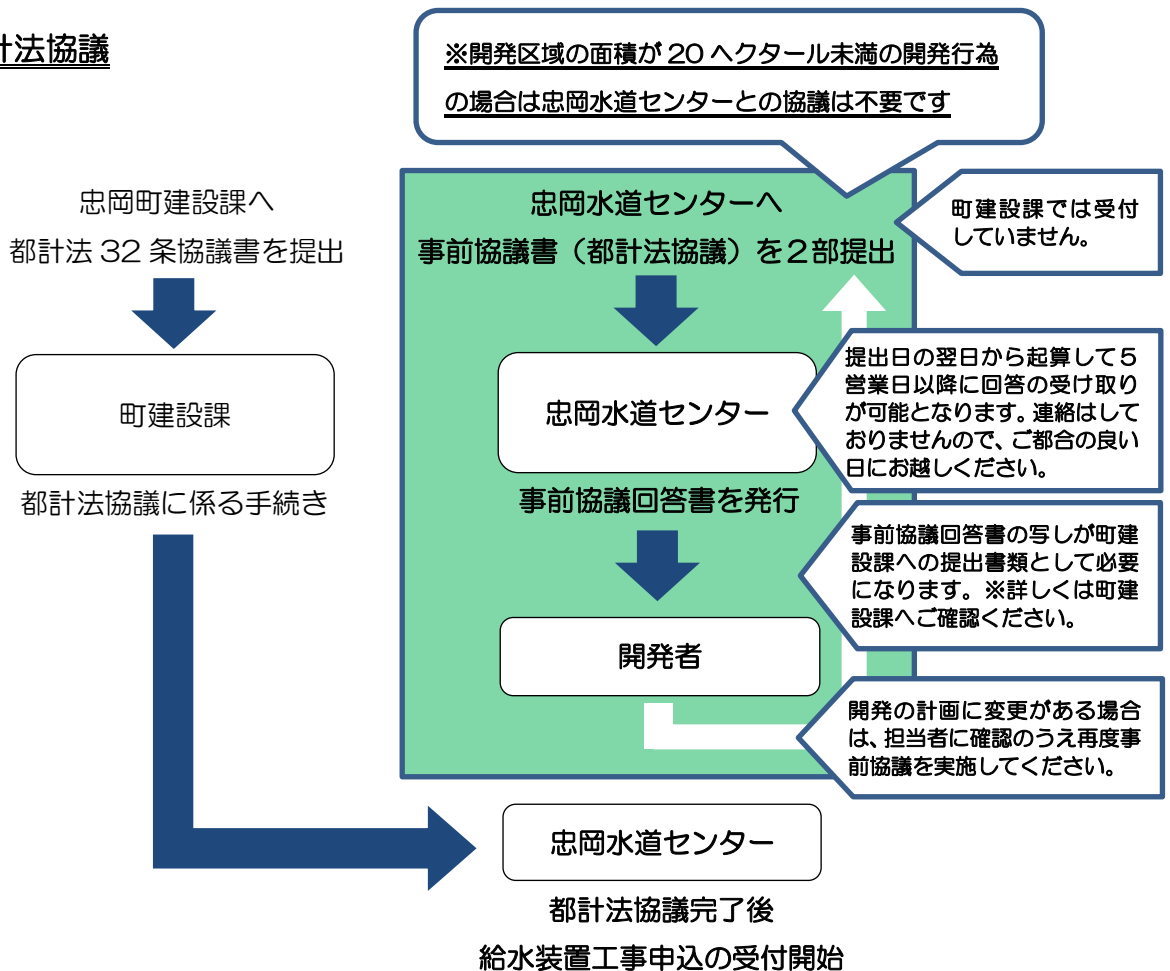 計法協議
※開発区域の面積が20ヘクタール未満の開発行為
の場合は忠岡水道センターとの協議は不要です
忠岡町建設課へ
都計法32条協議書を提出
町建設課
都計法協議に係る手続き
忠岡水道センターへ
事前協議書（都計法協議）を２部提出
町建設課では受付
していません。
忠岡水道センター
提出日の翌日から起算して５
営業日以降に回答の受け取り
が可能となります。連絡はして
おりませんので、ご都合の良い
日にお越しください。
事前協議回答書を発行
事前協議回答書の写しが町建
設課への提出書類として必要
になります。※詳しくは町建
設課へご確認ください。
開発者
開発の計画に変更がある場合
は、担当者に確認のうえ再度事
前協議を実施してください。
忠岡水道センター
都計法協議完了後
給水装置工事申込の受付開始